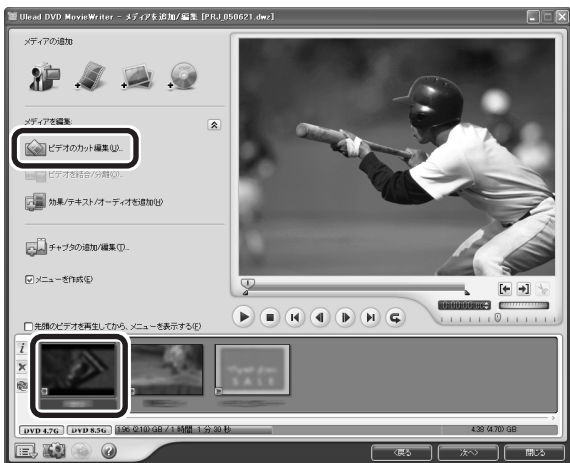 Ulead DVD MovieWriter - メディアを追加/編集 [PRJ_050621.dwz]
メディアの追加
メディアを編集:
ビデオのカット編集(U)...
ビデオを結合/分離(O)...
効果/テキスト/オーディオを追加(H)
チャプタの追加/編集(T)...
メニューを作成(E)
先頭のビデオを再生してから、メニューを表示する(F)
SALE
DVD 4.7G DVD 8.5G 1.96 (2.10) GB / 1 時間 1 分 30 秒 4.38 (4.70) GB
<戻る 次へ> 閉じる